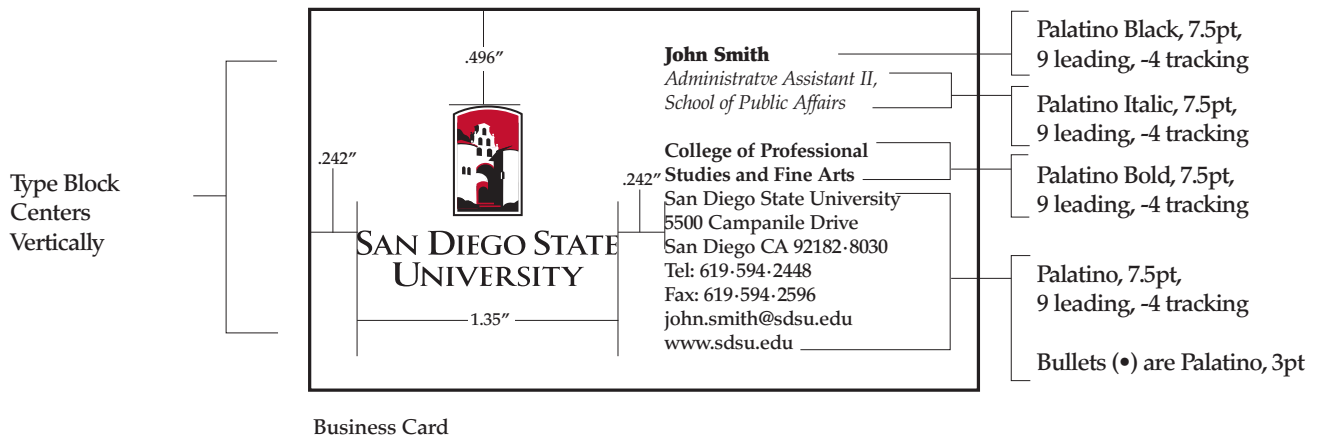 Type Block
Centers
Vertically
.496”
.242”
SAN DIEGO STATE
UNIVERSITY
1.35”
.242”
John Smith
Administratve Assistant II,
School of Public Affairs
College of Professional
Studies and Fine Arts
San Diego State University
5500 Campanile Drive
San Diego CA 92182·8030
Tel: 619·594·2448
Fax: 619·594·2596
john.smith@sdsu.edu
www.sdsu.edu
Palatino Black, 7.5pt,
9 leading, -4 tracking
Palatino Italic, 7.5pt,
9 leading, -4 tracking
Palatino Bold, 7.5pt,
9 leading, -4 tracking
Palatino, 7.5pt,
9 leading, -4 tracking
Bullets (•) are Palatino, 3pt
Business Card